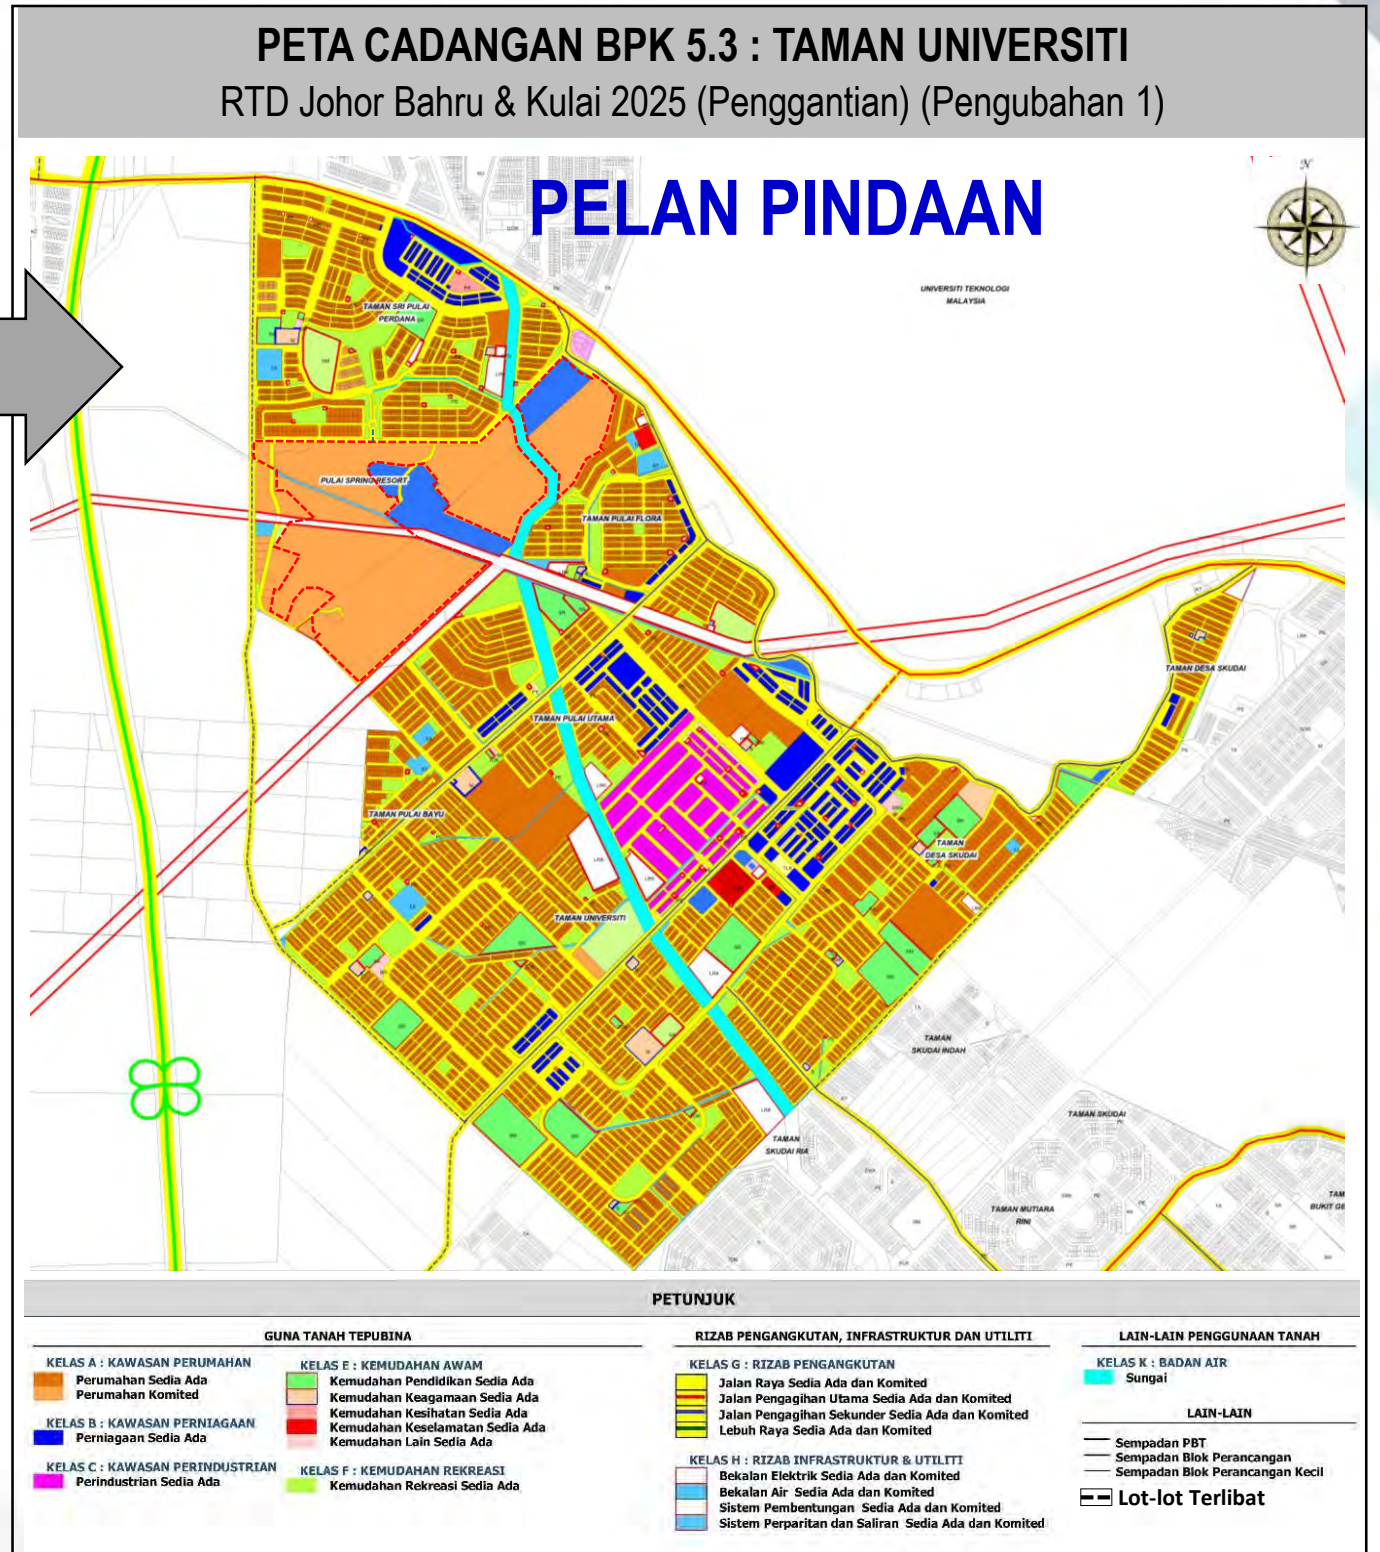 PETA CADANGAN BPK 5.3 : TAMAN UNIVERSITI
RTD Johor Bahru & Kulai 2025 (Penggantian) (Pengubahan 1)
PELAN PINDAAN
N
UNIVERSITI TEKNOLOGI
MALAYSIA
TAMAN SRI PULAI
PERDANA
PULAI SPRING RESORT
TAMAN PULAI FLORA
TAMAN DESA SKUDAI
TAMAN PULAI UTAMA
TAMAN PULAI BAYU
TAMAN
DESA SKUDAI
TAMAN UNIVERSITI
TAMAN
SKUDAI INDAH
TAMAN SKUDAI
TAMAN
SKUDAI RIA
TAMAN MUTIARA
RINI
TAM
BUKIT GE
PETUNJUK
GUNA TANAH TEPUBINA
KELAS A : KAWASAN PERUMAHAN
Perumahan Sedia Ada
Perumahan Komited
KELAS B : KAWASAN PERNIAGAAN
Perniagaan Sedia Ada
KELAS C : KAWASAN PERINDUSTRIAN
Perindustrian Sedia Ada
KELAS E : KEMUDAHAN AWAM
Kemudahan Pendidikan Sedia Ada
Kemudahan Keagamaan Sedia Ada
Kemudahan Kesihatan Sedia Ada
Kemudahan Keselamatan Sedia Ada
Kemudahan Lain Sedia Ada
KELAS F : KEMUDAHAN REKREASI
Kemudahan Rekreasi Sedia Ada
RIZAB PENGANGKUTAN, INFRASTRUKTUR DAN UTILITI
KELAS G : RIZAB PENGANGKUTAN
Jalan Raya Sedia Ada dan Komited
Jalan Pengagihan Utama Sedia Ada dan Komited
Jalan Pengagihan Sekunder Sedia Ada dan Komited
Lebuh Raya Sedia Ada dan Komited
KELAS H : RIZAB INFRASTRUKTUR & UTILITI
Bekalan Elektrik Sedia Ada dan Komited
Bekalan Air Sedia Ada dan Komited
Sistem Pembentungan Sedia Ada dan Komited
Sistem Perparitan dan Saliran Sedia Ada dan Komited
LAIN-LAIN PENGGUNAAN TANAH
KELAS K : BADAN AIR
Sungai
LAIN-LAIN
Sempadan PBT
Sempadan Blok Perancangan
Sempadan Blok Perancangan Kecil
Lot-lot Terlibat